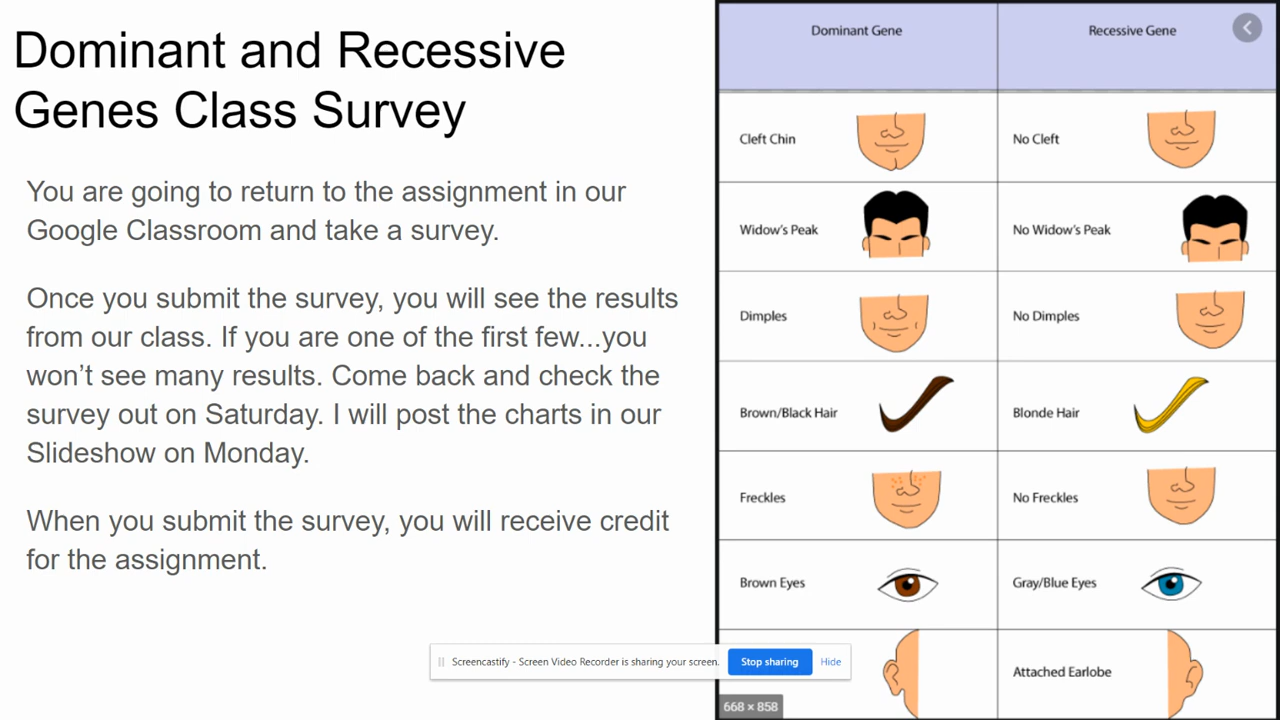 Dominant and Recessive
Genes Class Survey
You are going to return to the assignment in our
Google Classroom and take a survey.
Once you submit the survey, you will see the results
from our class. If you are one of the first few...you
won’t see many results. Come back and check the
survey out on Saturday. I will post the charts in our
Slideshow on Monday.
When you submit the survey, you will receive credit
for the assignment.
Dominant Gene Recessive Gene
Cleft Chin No Cleft
Widow’s Peak No Widow’s Peak
Dimples No Dimples
Brown/Black Hair Blonde Hair
Freckles No Freckles
Brown Eyes Gray/Blue Eyes
Attached Earlobe
Screencastify - Screen Video Recorder is sharing your screen. Stop sharing Hide
668 × 858